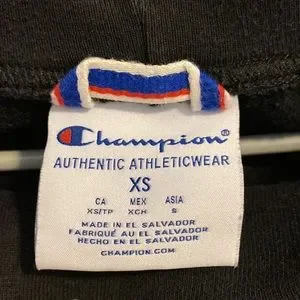 Champion®
AUTHENTIC ATHLETICWEAR
XS
CA MEX ASIA
XS/TP XCH S
MADE IN EL SALVADOR
FABRIQUÉ AU EL SALVADOR
HECHO EN EL SALVADOR
CHAMPION.COM